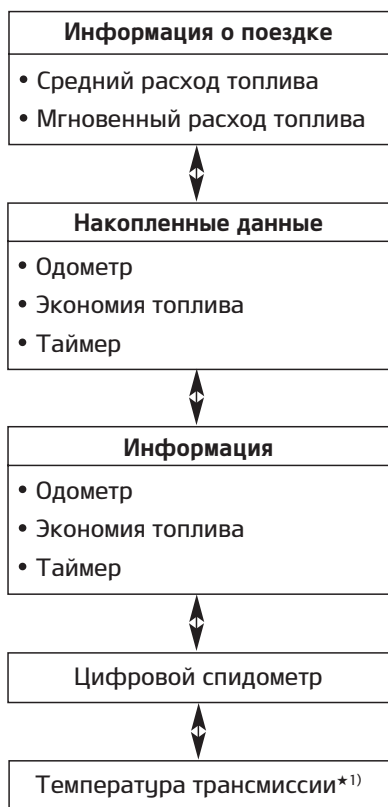 Информация о поездке
• Средний расход топлива
• Мгновенный расход топлива
Накопленные данные
• Одометр
• Экономия топлива
• Таймер
Информация
• Одометр
• Экономия топлива
• Таймер
Цифровой спидометр
Температура трансмиссии★1)